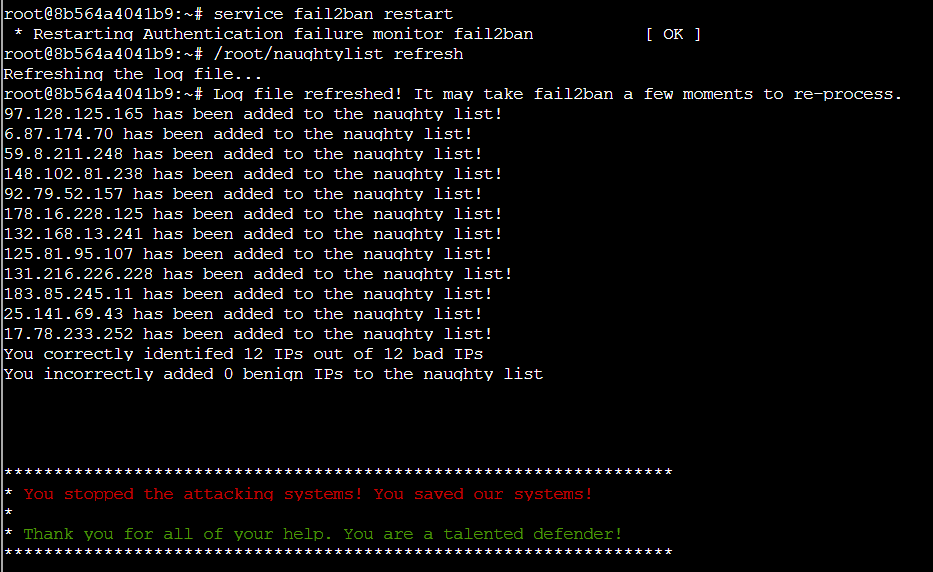 root@8b564a4041b9:~# service fail2ban restart
 * Restarting Authentication failure monitor fail2ban [ OK ]
root@8b564a4041b9:~# /root/naughtylist refresh
Refreshing the log file...
root@8b564a4041b9:~# Log file refreshed! It may take fail2ban a few moments to re-process.
97.128.125.165 has been added to the naughty list!
6.87.174.70 has been added to the naughty list!
59.8.211.248 has been added to the naughty list!
148.102.81.238 has been added to the naughty list!
92.79.52.157 has been added to the naughty list!
178.16.228.125 has been added to the naughty list!
132.168.13.241 has been added to the naughty list!
125.81.95.107 has been added to the naughty list!
131.216.226.228 has been added to the naughty list!
183.85.245.11 has been added to the naughty list!
25.141.69.43 has been added to the naughty list!
17.78.233.252 has been added to the naughty list!
You correctly identifed 12 IPs out of 12 bad IPs
You incorrectly added 0 benign IPs to the naughty list
*******************************************************************
* You stopped the attacking systems! You saved our systems!
*
* Thank you for all of your help. You are a talented defender!
*******************************************************************